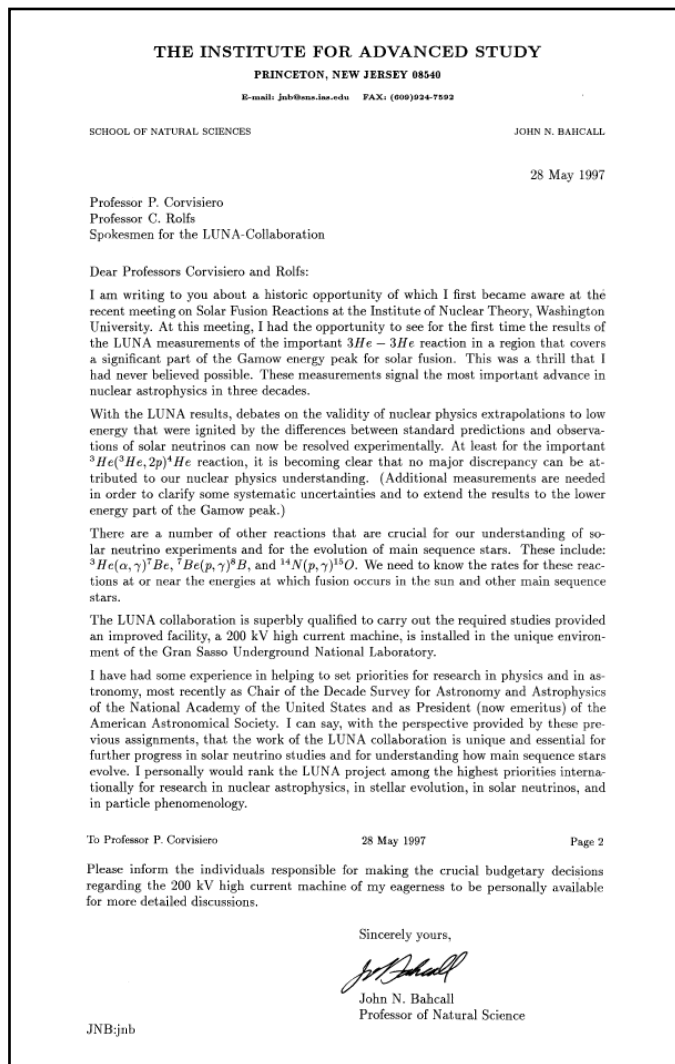 THE INSTITUTE FOR ADVANCED STUDY
PRINCETON, NEW JERSEY 08540
E-mail: jnb@sns.ias.edu FAX: (609)924-7592
SCHOOL OF NATURAL SCIENCES JOHN N. BAHCALL
28 May 1997
Professor P. Corvisiero
Professor C. Rolfs
Spokesmen for the LUNA-Collaboration
Dear Professors Corvisiero and Rolfs:
I am writing to you about a historic opportunity of which I first became aware at the
recent meeting on Solar Fusion Reactions at the Institute of Nuclear Theory, Washington
University. At this meeting, I had the opportunity to see for the first time the results of
the LUNA measurements of the important 3He − 3He reaction in a region that covers
a significant part of the Gamow energy peak for solar fusion. This was a thrill that I
had never believed possible. These measurements signal the most important advance in
nuclear astrophysics in three decades.
With the LUNA results, debates on the validity of nuclear physics extrapolations to low
energy that were ignited by the differences between standard predictions and observa-
tions of solar neutrinos can now be resolved experimentally. At least for the important
³He(³He, 2p)⁴He reaction, it is becoming clear that no major discrepancy can be at-
tributed to our nuclear physics understanding. (Additional measurements are needed
in order to clarify some systematic uncertainties and to extend the results to the lower
energy part of the Gamow peak.)
There are a number of other reactions that are crucial for our understanding of so-
lar neutrino experiments and for the evolution of main sequence stars. These include:
³He(α,γ)⁷Be, ⁷Be(p,γ)⁸B, and ¹⁴N(p,γ)¹⁵O. We need to know the rates for these reac-
tions at or near the energies at which fusion occurs in the sun and other main sequence
stars.
The LUNA collaboration is superbly qualified to carry out the required studies provided
an improved facility, a 200 kV high current machine, is installed in the unique environ-
ment of the Gran Sasso Underground National Laboratory.
I have had some experience in helping to set priorities for research in physics and in as-
tronomy, most recently as Chair of the Decade Survey for Astronomy and Astrophysics
of the National Academy of the United States and as President (now emeritus) of the
American Astronomical Society. I can say, with the perspective provided by these pre-
vious assignments, that the work of the LUNA collaboration is unique and essential for
further progress in solar neutrino studies and for understanding how main sequence stars
evolve. I personally would rank the LUNA project among the highest priorities interna-
tionally for research in nuclear astrophysics, in stellar evolution, in solar neutrinos, and
in particle phenomenology.
To Professor P. Corvisiero 28 May 1997 Page 2
Please inform the individuals responsible for making the crucial budgetary decisions
regarding the 200 kV high current machine of my eagerness to be personally available
for more detailed discussions.
Sincerely yours,
John N. Bahcall
Professor of Natural Science
JNB:jnb